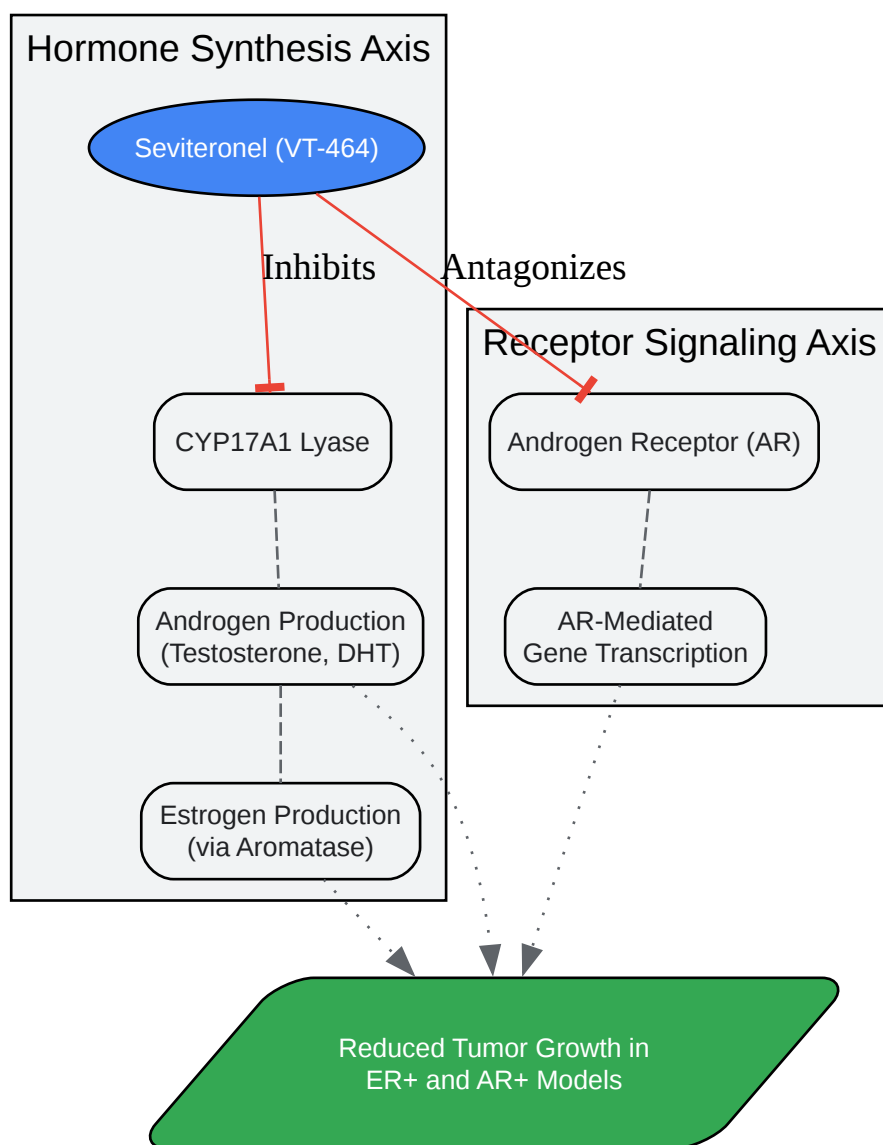 Hormone Synthesis Axis
Seviteronel (VT-464)
Inhibits
Antagonizes
Receptor Signaling Axis
CYP17A1 Lyase
Androgen Receptor (AR)
Androgen Production
(Testosterone, DHT)
AR-Mediated
Gene Transcription
Estrogen Production
(via Aromatase)
Reduced Tumor Growth in
ER+ and AR+ Models